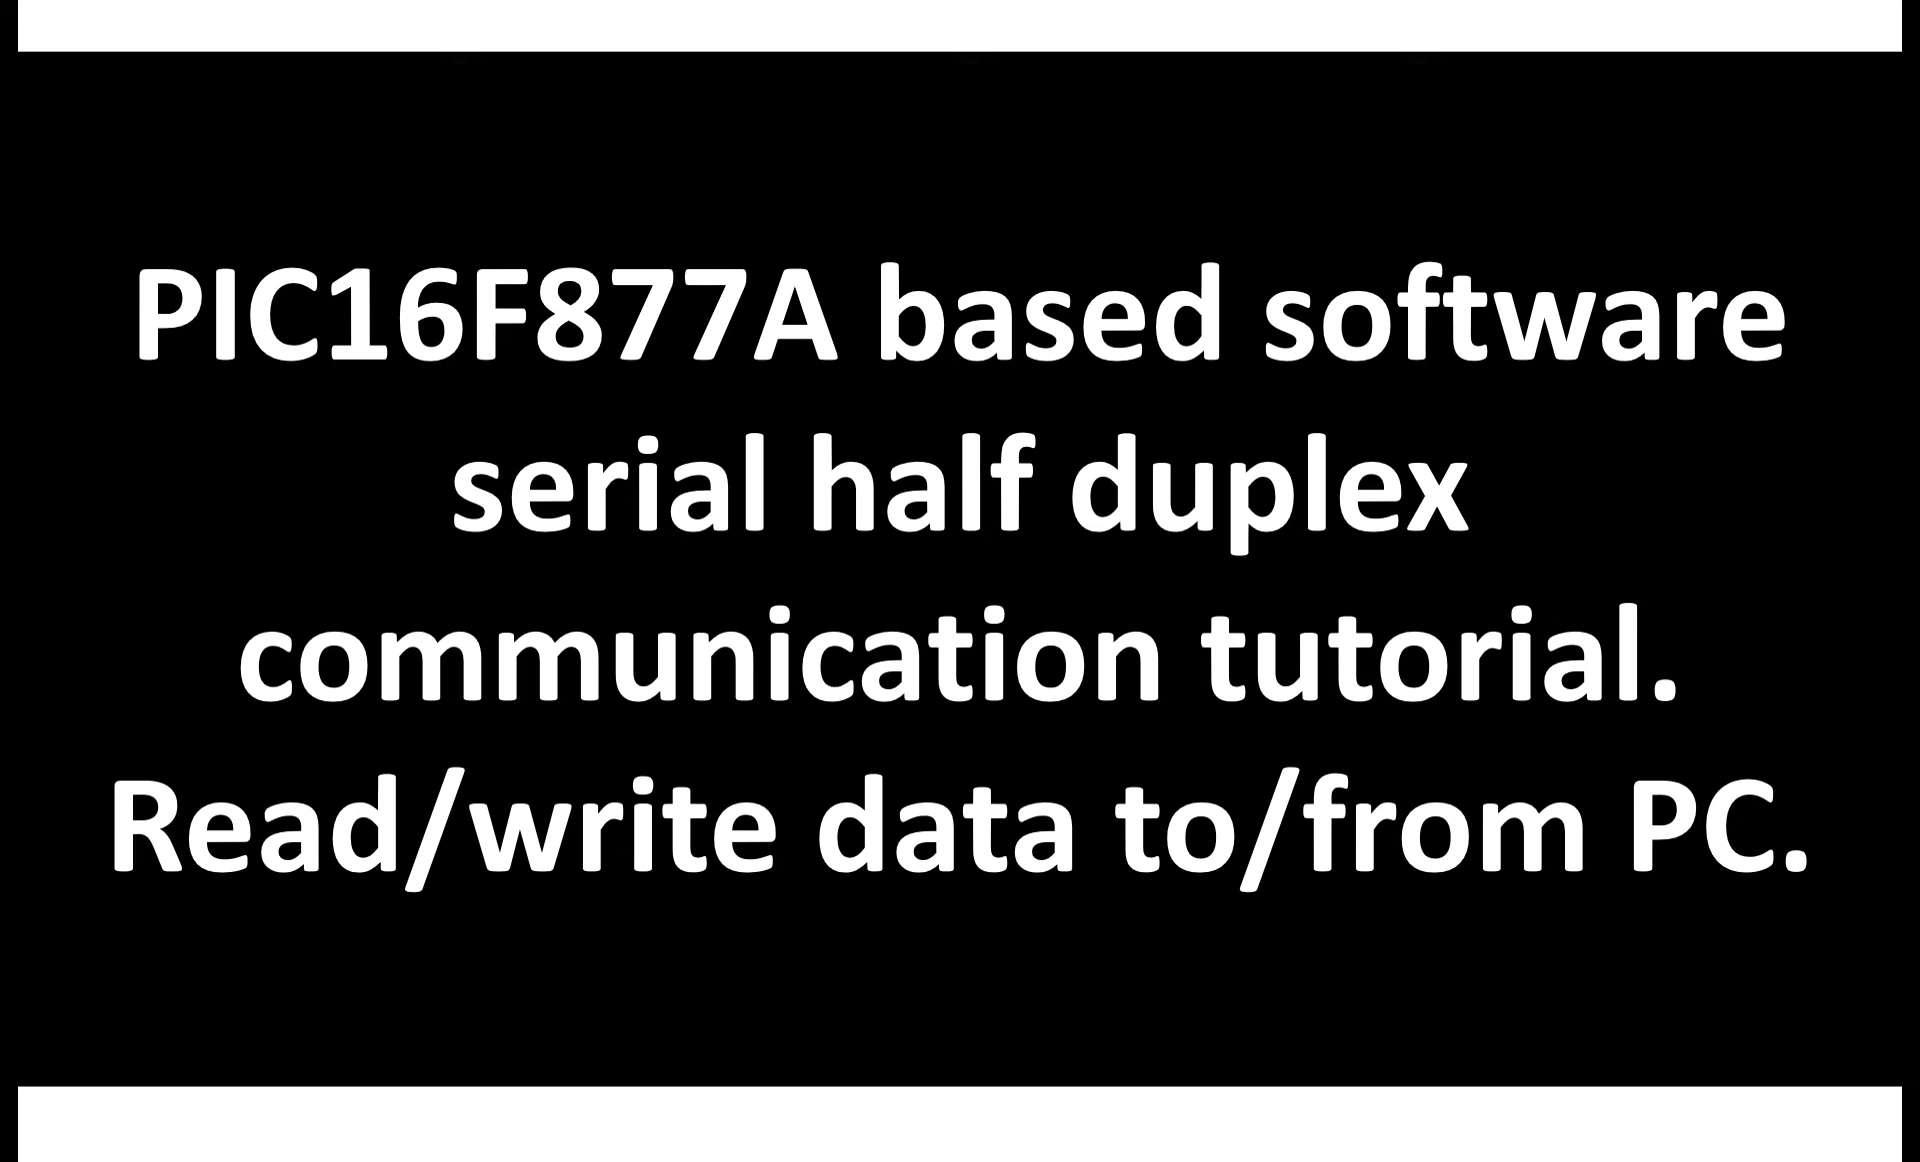 PIC16F877A based software
serial half duplex
communication tutorial.
Read/write data to/from PC.